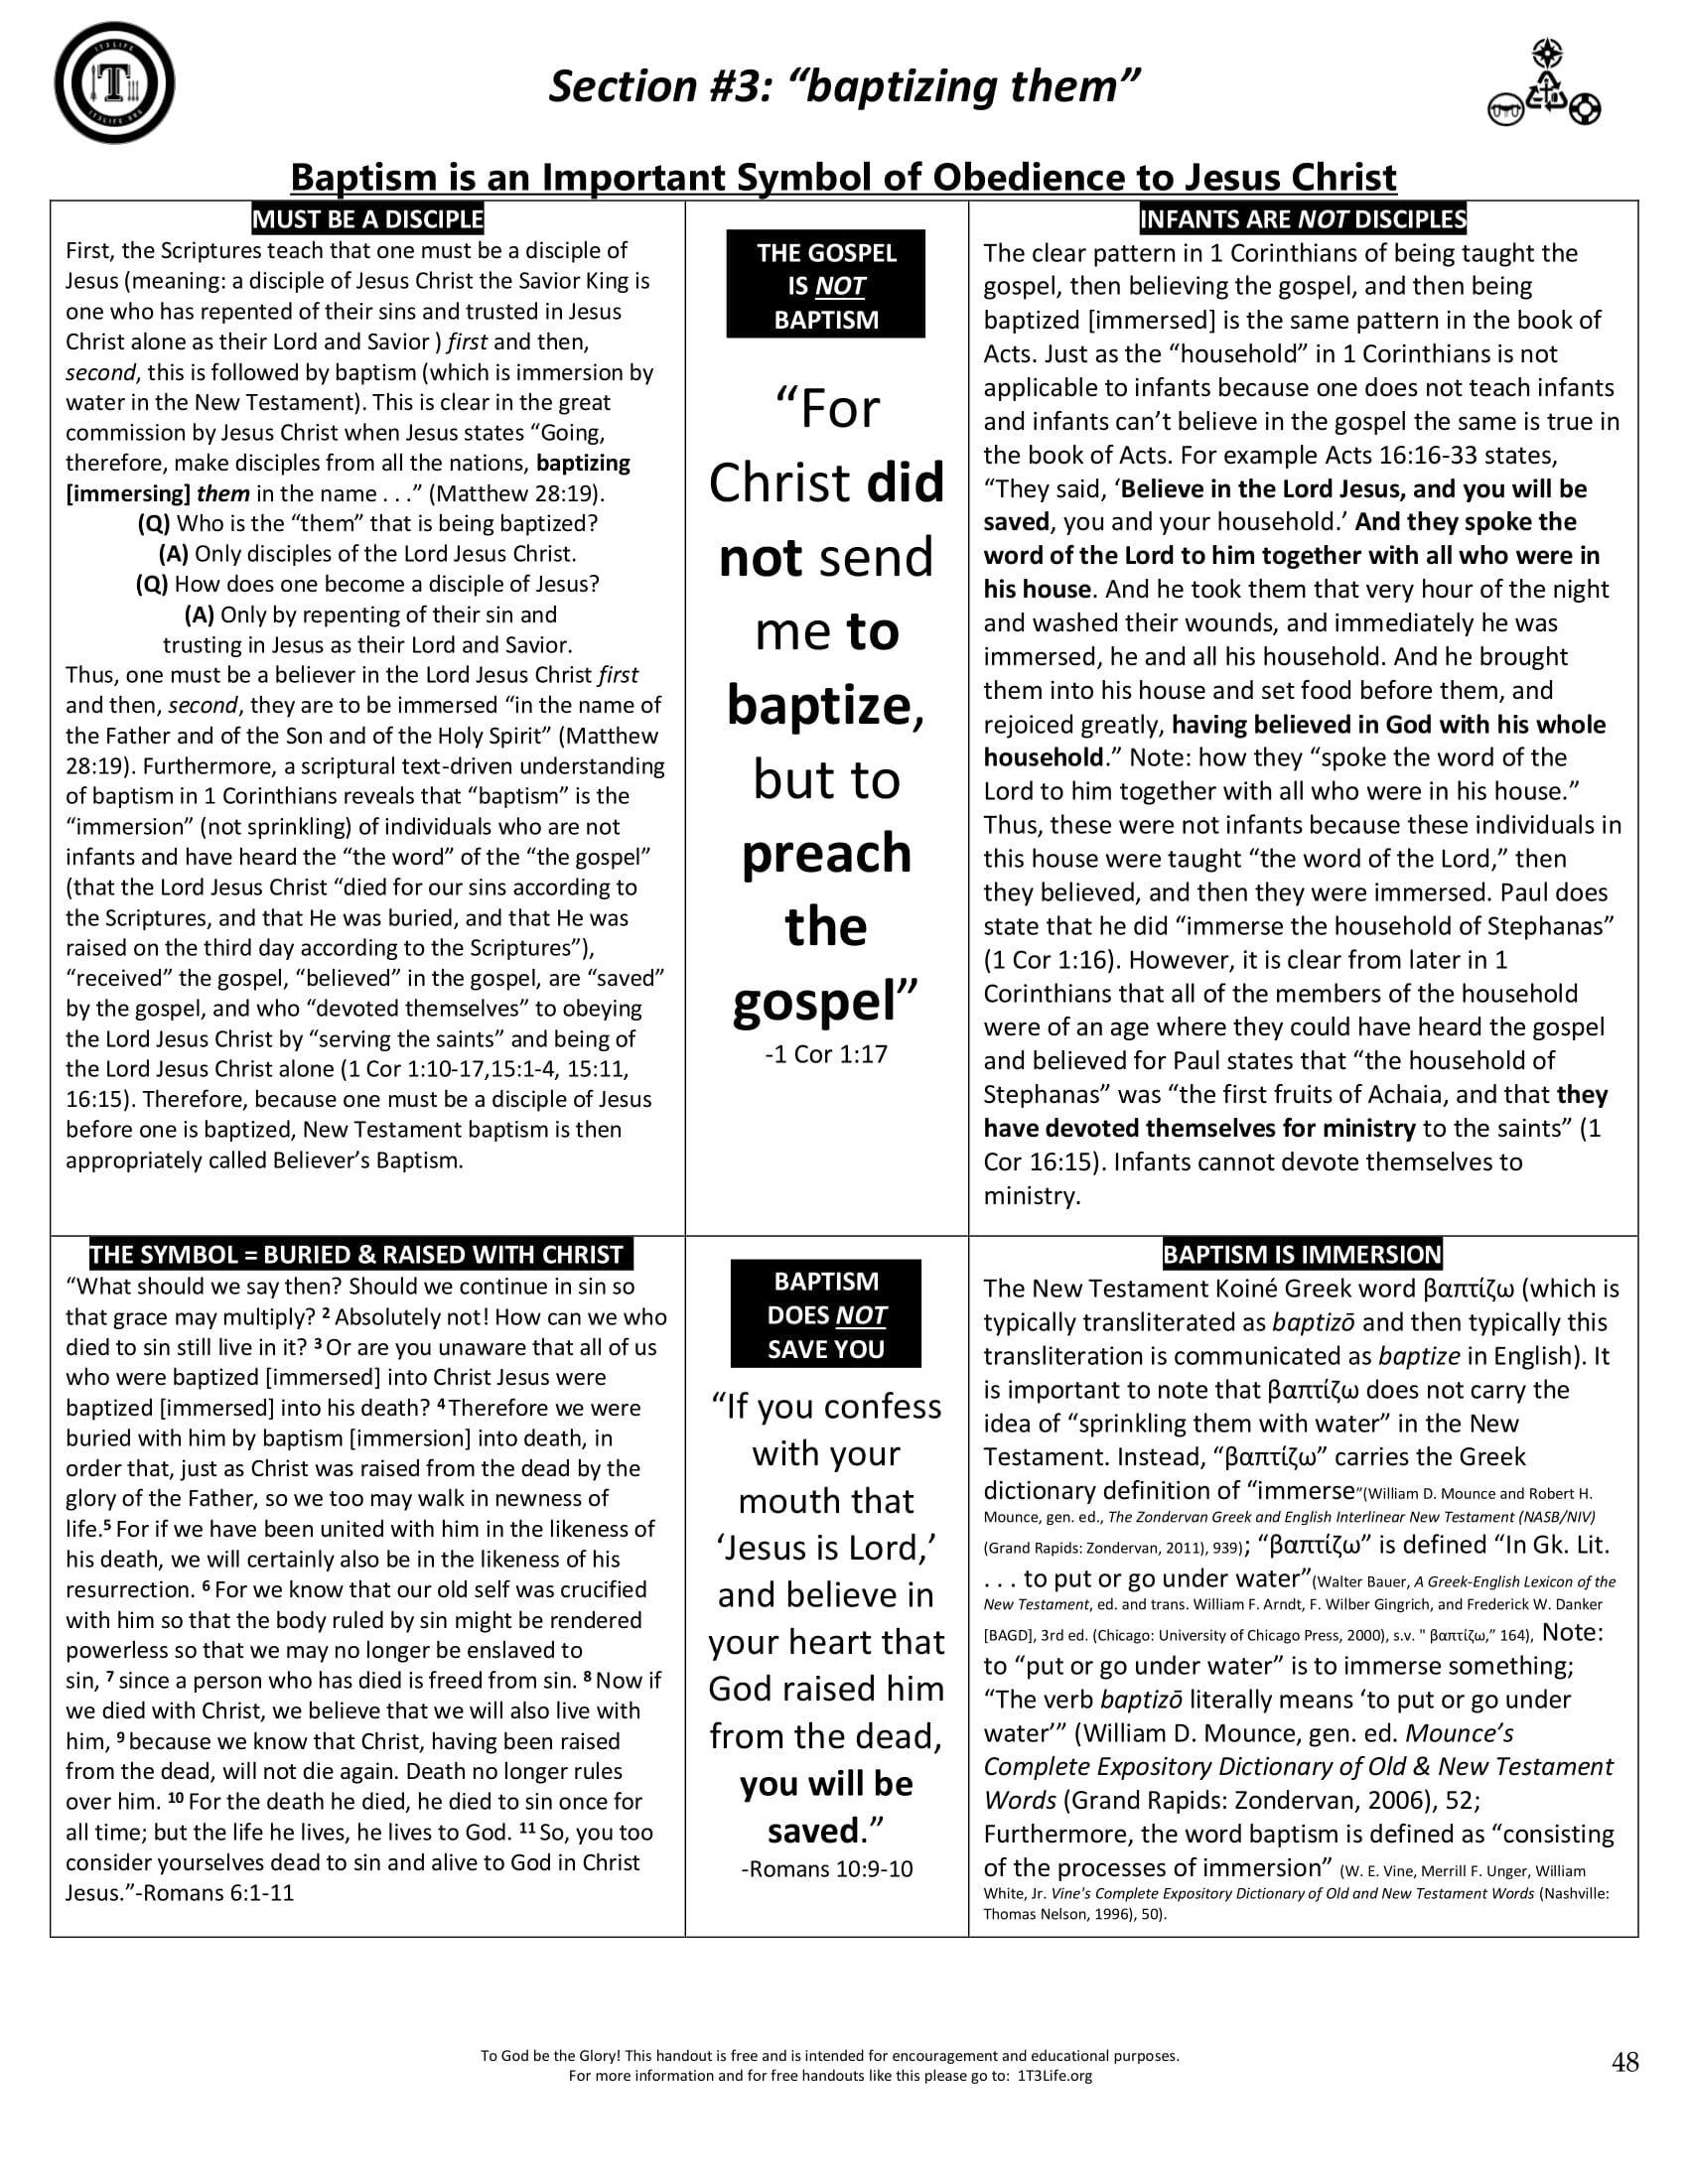 Section #3: “baptizing them”
Baptism is an Important Symbol of Obedience to Jesus Christ
MUST BE A DISCIPLE
First, the Scriptures teach that one must be a disciple of
Jesus (meaning: a disciple of Jesus Christ the Savior King is
one who has repented of their sins and trusted in Jesus
Christ alone as their Lord and Savior ) first and then,
second, this is followed by baptism (which is immersion by
water in the New Testament). This is clear in the great
commission by Jesus Christ when Jesus states “Going,
therefore, make disciples from all the nations, baptizing
[immersing] them in the name . . .” (Matthew 28:19).
(Q) Who is the “them” that is being baptized?
(A) Only disciples of the Lord Jesus Christ.
(Q) How does one become a disciple of Jesus?
(A) Only by repenting of their sin and
trusting in Jesus as their Lord and Savior.
Thus, one must be a believer in the Lord Jesus Christ first
and then, second, they are to be immersed “in the name of
the Father and of the Son and of the Holy Spirit” (Matthew
28:19). Furthermore, a scriptural text-driven understanding
of baptism in 1 Corinthians reveals that “baptism” is the
“immersion” (not sprinkling) of individuals who are not
infants and have heard the “the word” of the “the gospel”
(that the Lord Jesus Christ “died for our sins according to
the Scriptures, and that He was buried, and that He was
raised on the third day according to the Scriptures”),
“received” the gospel, “believed” in the gospel, are “saved”
by the gospel, and who “devoted themselves” to obeying
the Lord Jesus Christ by “serving the saints” and being of
the Lord Jesus Christ alone (1 Cor 1:10-17,15:1-4, 15:11,
16:15). Therefore, because one must be a disciple of Jesus
before one is baptized, New Testament baptism is then
appropriately called Believer’s Baptism.
THE GOSPEL
IS NOT
BAPTISM
“For
Christ did
not send
me to
baptize,
but to
preach
the
gospel”
-1 Cor 1:17
INFANTS ARE NOT DISCIPLES
The clear pattern in 1 Corinthians of being taught the
gospel, then believing the gospel, and then being
baptized [immersed] is the same pattern in the book of
Acts. Just as the “household” in 1 Corinthians is not
applicable to infants because one does not teach infants
and infants can’t believe in the gospel the same is true in
the book of Acts. For example Acts 16:16-33 states,
“They said, ‘Believe in the Lord Jesus, and you will be
saved, you and your household.’ And they spoke the
word of the Lord to him together with all who were in
his house. And he took them that very hour of the night
and washed their wounds, and immediately he was
immersed, he and all his household. And he brought
them into his house and set food before them, and
rejoiced greatly, having believed in God with his whole
household.” Note: how they “spoke the word of the
Lord to him together with all who were in his house.”
Thus, these were not infants because these individuals in
this house were taught “the word of the Lord,” then
they believed, and then they were immersed. Paul does
state that he did “immerse the household of Stephanas”
(1 Cor 1:16). However, it is clear from later in 1
Corinthians that all of the members of the household
were of an age where they could have heard the gospel
and believed for Paul states that “the household of
Stephanas” was “the first fruits of Achaia, and that they
have devoted themselves for ministry to the saints” (1
Cor 16:15). Infants cannot devote themselves to
ministry.
THE SYMBOL = BURIED & RAISED WITH CHRIST
“What should we say then? Should we continue in sin so
that grace may multiply? 2 Absolutely not! How can we who
died to sin still live in it? 3 Or are you unaware that all of us
who were baptized [immersed] into Christ Jesus were
baptized [immersed] into his death? 4 Therefore we were
buried with him by baptism [immersion] into death, in
order that, just as Christ was raised from the dead by the
glory of the Father, so we too may walk in newness of
life.5 For if we have been united with him in the likeness of
his death, we will certainly also be in the likeness of his
resurrection. 6 For we know that our old self was crucified
with him so that the body ruled by sin might be rendered
powerless so that we may no longer be enslaved to
sin, 7 since a person who has died is freed from sin. 8 Now if
we died with Christ, we believe that we will also live with
him, 9 because we know that Christ, having been raised
from the dead, will not die again. Death no longer rules
over him. 10 For the death he died, he died to sin once for
all time; but the life he lives, he lives to God. 11 So, you too
consider yourselves dead to sin and alive to God in Christ
Jesus.”-Romans 6:1-11
BAPTISM
DOES NOT
SAVE YOU
“If you confess
with your
mouth that
‘Jesus is Lord,’
and believe in
your heart that
God raised him
from the dead,
you will be
saved.”
-Romans 10:9-10
BAPTISM IS IMMERSION
The New Testament Koiné Greek word βαπτίζω (which is
typically transliterated as baptizō and then typically this
transliteration is communicated as baptize in English). It
is important to note that βαπτίζω does not carry the
idea of “sprinkling them with water” in the New
Testament. Instead, “βαπτίζω” carries the Greek
dictionary definition of “immerse”(William D. Mounce and Robert H.
Mounce, gen. ed., The Zondervan Greek and English Interlinear New Testament (NASB/NIV)
(Grand Rapids: Zondervan, 2011), 939); “βαπτίζω” is defined “In Gk. Lit.
. . . to put or go under water”(Walter Bauer, A Greek-English Lexicon of the
New Testament, ed. and trans. William F. Arndt, F. Wilber Gingrich, and Frederick W. Danker
[BAGD], 3rd ed. (Chicago: University of Chicago Press, 2000), s.v. " βαπτίζω,” 164), Note:
to “put or go under water” is to immerse something;
“The verb baptizō literally means ‘to put or go under
water’” (William D. Mounce, gen. ed. Mounce’s
Complete Expository Dictionary of Old & New Testament
Words (Grand Rapids: Zondervan, 2006), 52;
Furthermore, the word baptism is defined as “consisting
of the processes of immersion” (W. E. Vine, Merrill F. Unger, William
White, Jr. Vine's Complete Expository Dictionary of Old and New Testament Words (Nashville:
Thomas Nelson, 1996), 50).
To God be the Glory! This handout is free and is intended for encouragement and educational purposes.
For more information and for free handouts like this please go to: 1T3Life.org
48